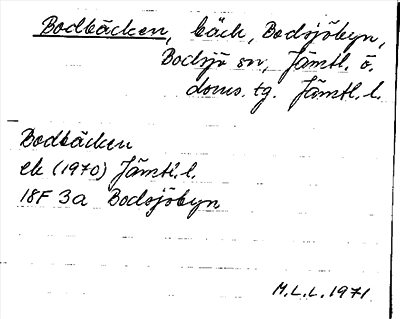 Bodbäcken, bäck, Bodsjöbyn,
Bodsjö sn, Jämtl. ö.
doms. tg. Jämtl. l.
Bodbäcken
ek (1970) Jämtl. l.
18F 3a Bodsjöbyn
M.L.L. 1971